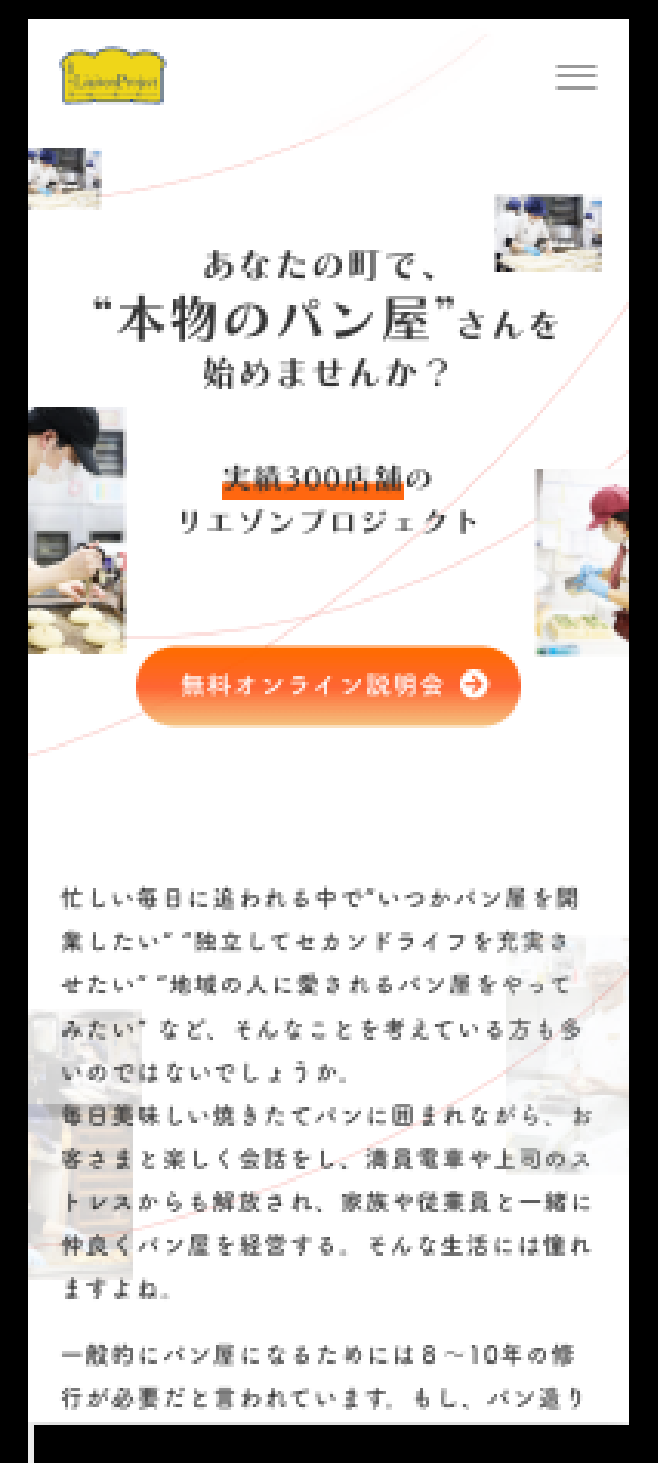 LiaisonProject
あなたの町で、
“本物のパン屋”さんを
始めませんか？
実績300店舗の
リエゾンプロジェクト
無料オンライン説明会
忙しい毎日に追われる中で“いつかパン屋を開
業したい” “独立してセカンドライフを充実さ
せたい” “地域の人に愛されるパン屋をやって
みたい” など、そんなことを考えている方も多
いのではないでしょうか。
毎日美味しい焼きたてパンに囲まれながら、お
客さまと楽しく会話をし、満員電車や上司のス
トレスからも解放され、家族や従業員と一緒に
仲良くパン屋を経営する。そんな生活には憧れ
ますよね。
一般的にパン屋になるためには８～10年の修
行が必要だと言われています。もし、パン造り